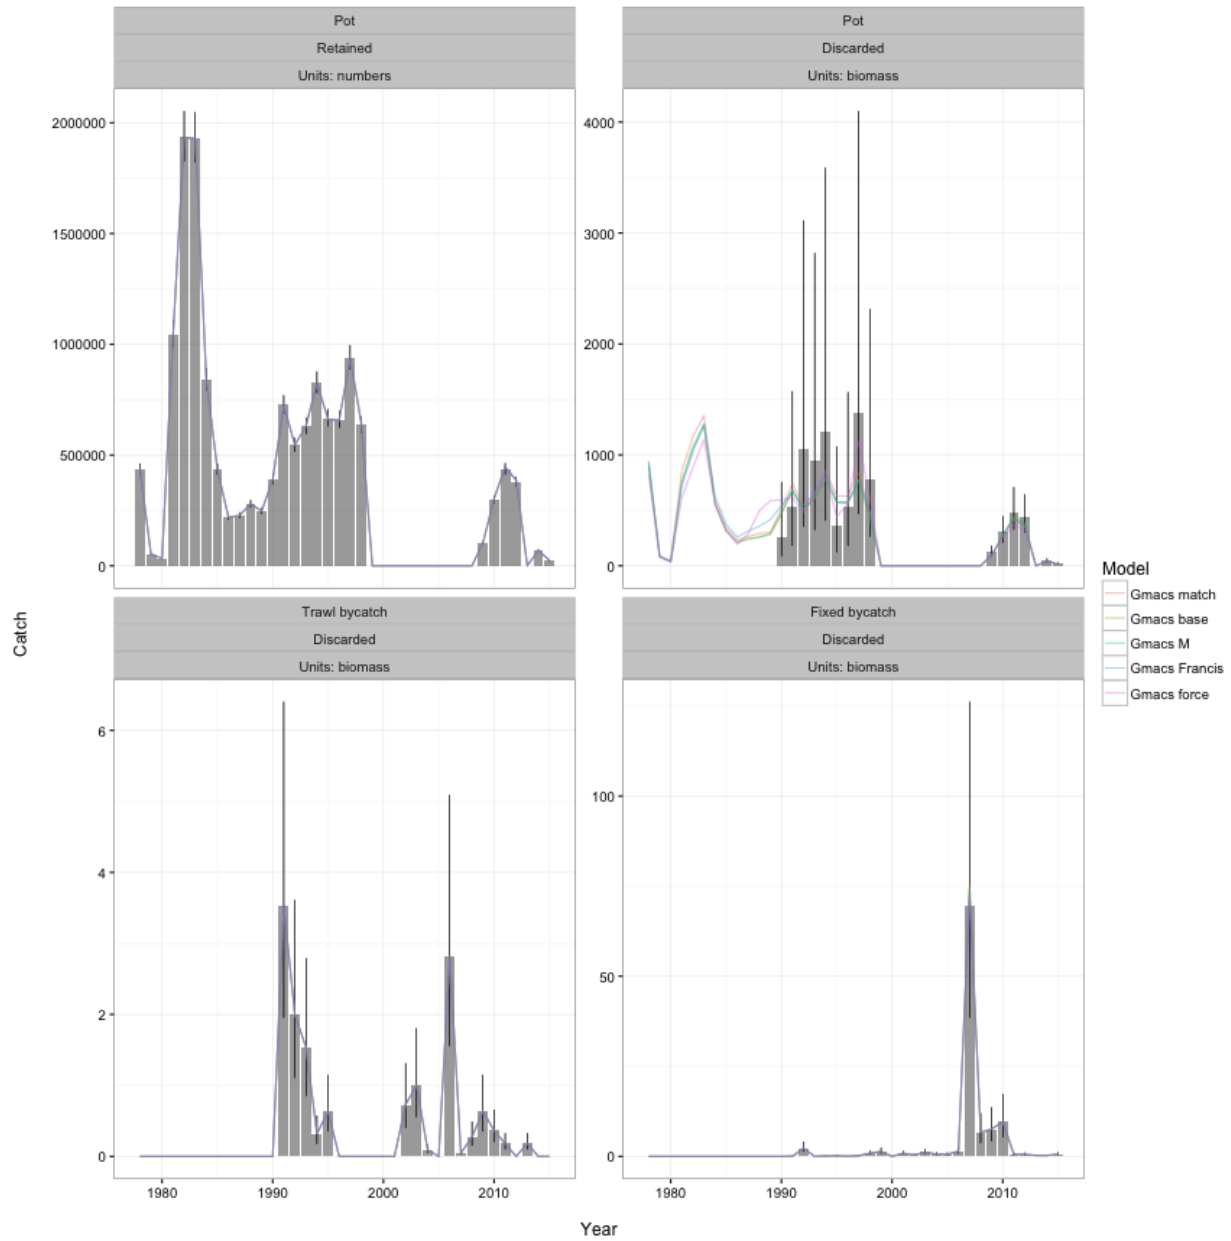 Pot
Retained
Units: numbers
Pot
Discarded
Units: biomass
2000000
1500000
1000000
500000
0
4000
3000
2000
1000
0
Trawl bycatch
Discarded
Units: biomass
Fixed bycatch
Discarded
Units: biomass
6
4
2
0
100
50
0
1980
1990
2000
2010
1980
1990
2000
2010
Catch
Year
Model
Gmacs match
Gmacs base
Gmacs M
Gmacs Francis
Gmacs force